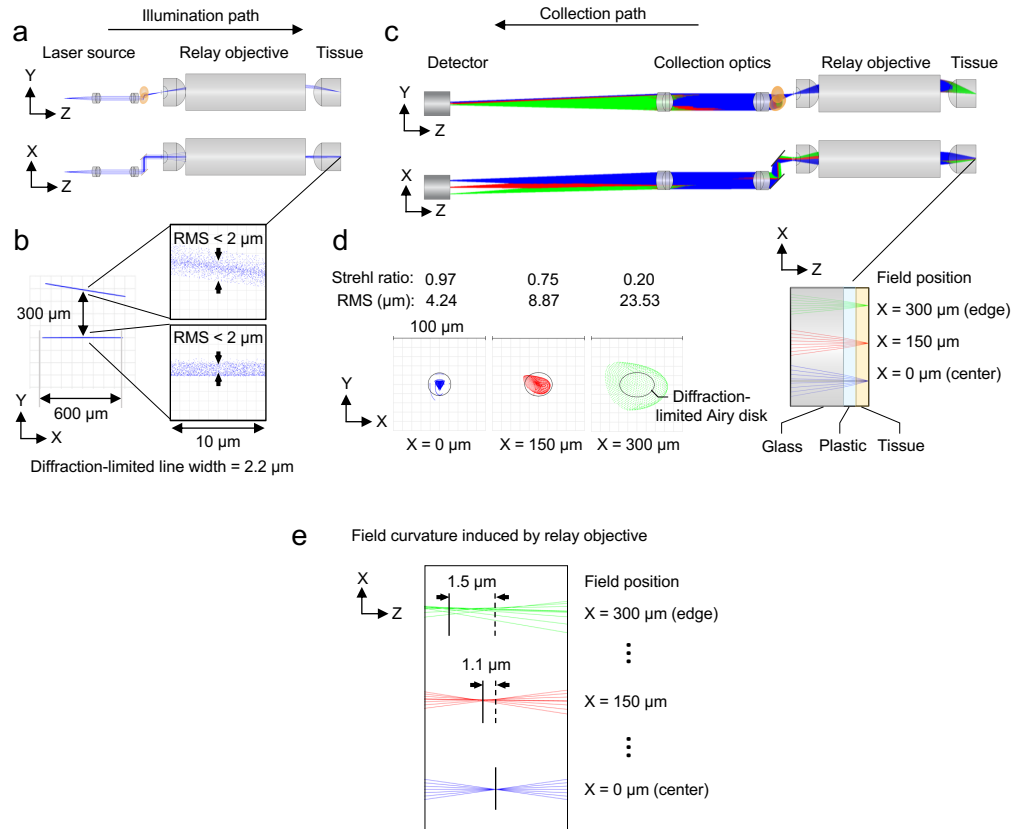 Illumination path
a
Laser source Relay objective Tissue
Y
Z
X
Z
Collection path
c
Detector Collection optics Relay objective Tissue
Y
Z
X
Z
b
RMS < 2 µm
300 µm
RMS < 2 µm
600 µm
Y
X
10 µm
Diffraction-limited line width = 2.2 µm
d
Strehl ratio: 0.97 0.75 0.20
RMS (µm): 4.24 8.87 23.53
100 µm
Y
X
Diffraction-
limited Airy disk
X = 0 µm X = 150 µm X = 300 µm
X
Z
Field position
X = 300 µm (edge)
X = 150 µm
X = 0 µm (center)
Glass Plastic Tissue
e Field curvature induced by relay objective
X
Z
1.5 µm
Field position
X = 300 µm (edge)
1.1 µm
X = 150 µm
X = 0 µm (center)